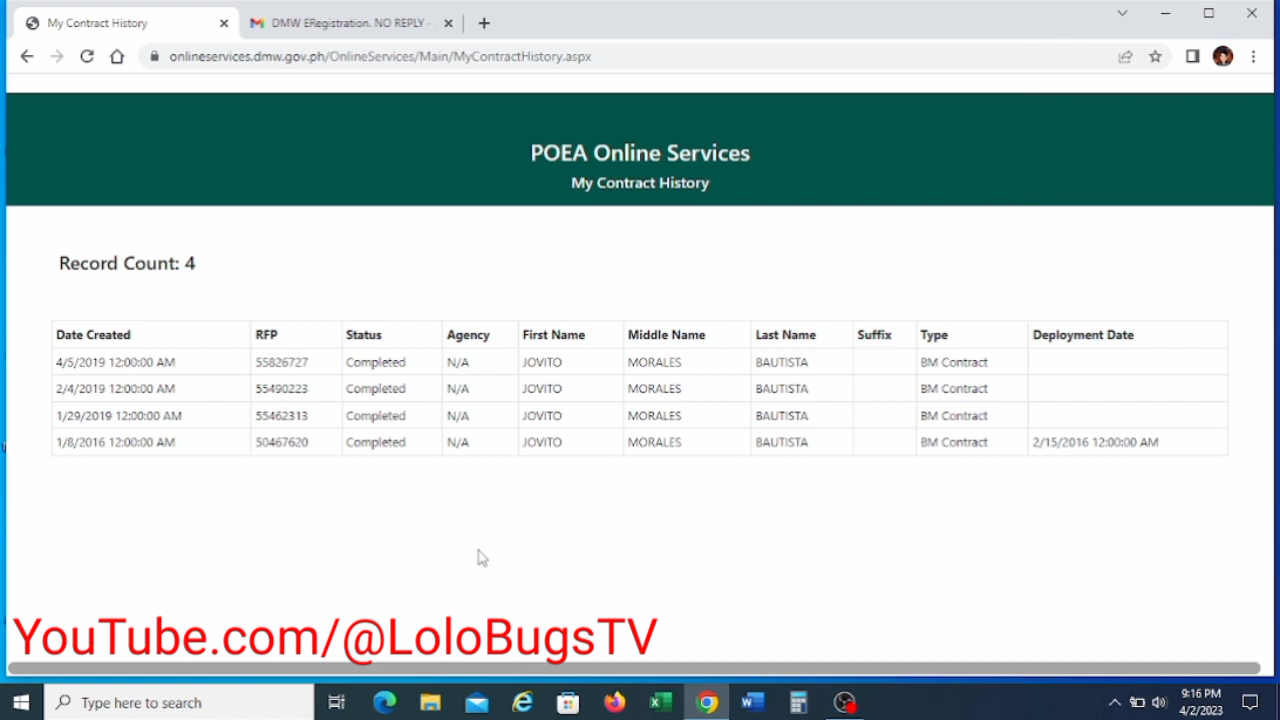 My Contract History
DMW ERegistration. NO REPLY -
onlineservices.dmw.gov.ph/OnlineServices/Main/MyContractHistory.aspx
POEA Online Services
My Contract History
Record Count: 4
Date Created RFP Status Agency First Name Middle Name Last Name Suffix Type Deployment Date
4/5/2019 12:00:00 AM 55826727 Completed N/A JOVITO MORALES BAUTISTA BM Contract
2/4/2019 12:00:00 AM 55490223 Completed N/A JOVITO MORALES BAUTISTA BM Contract
1/29/2019 12:00:00 AM 55462313 Completed N/A JOVITO MORALES BAUTISTA BM Contract
1/8/2016 12:00:00 AM 50467620 Completed N/A JOVITO MORALES BAUTISTA BM Contract 2/15/2016 12:00:00 AM
YouTube.com/@LoloBugsTV
Type here to search
9:16 PM
4/2/2023